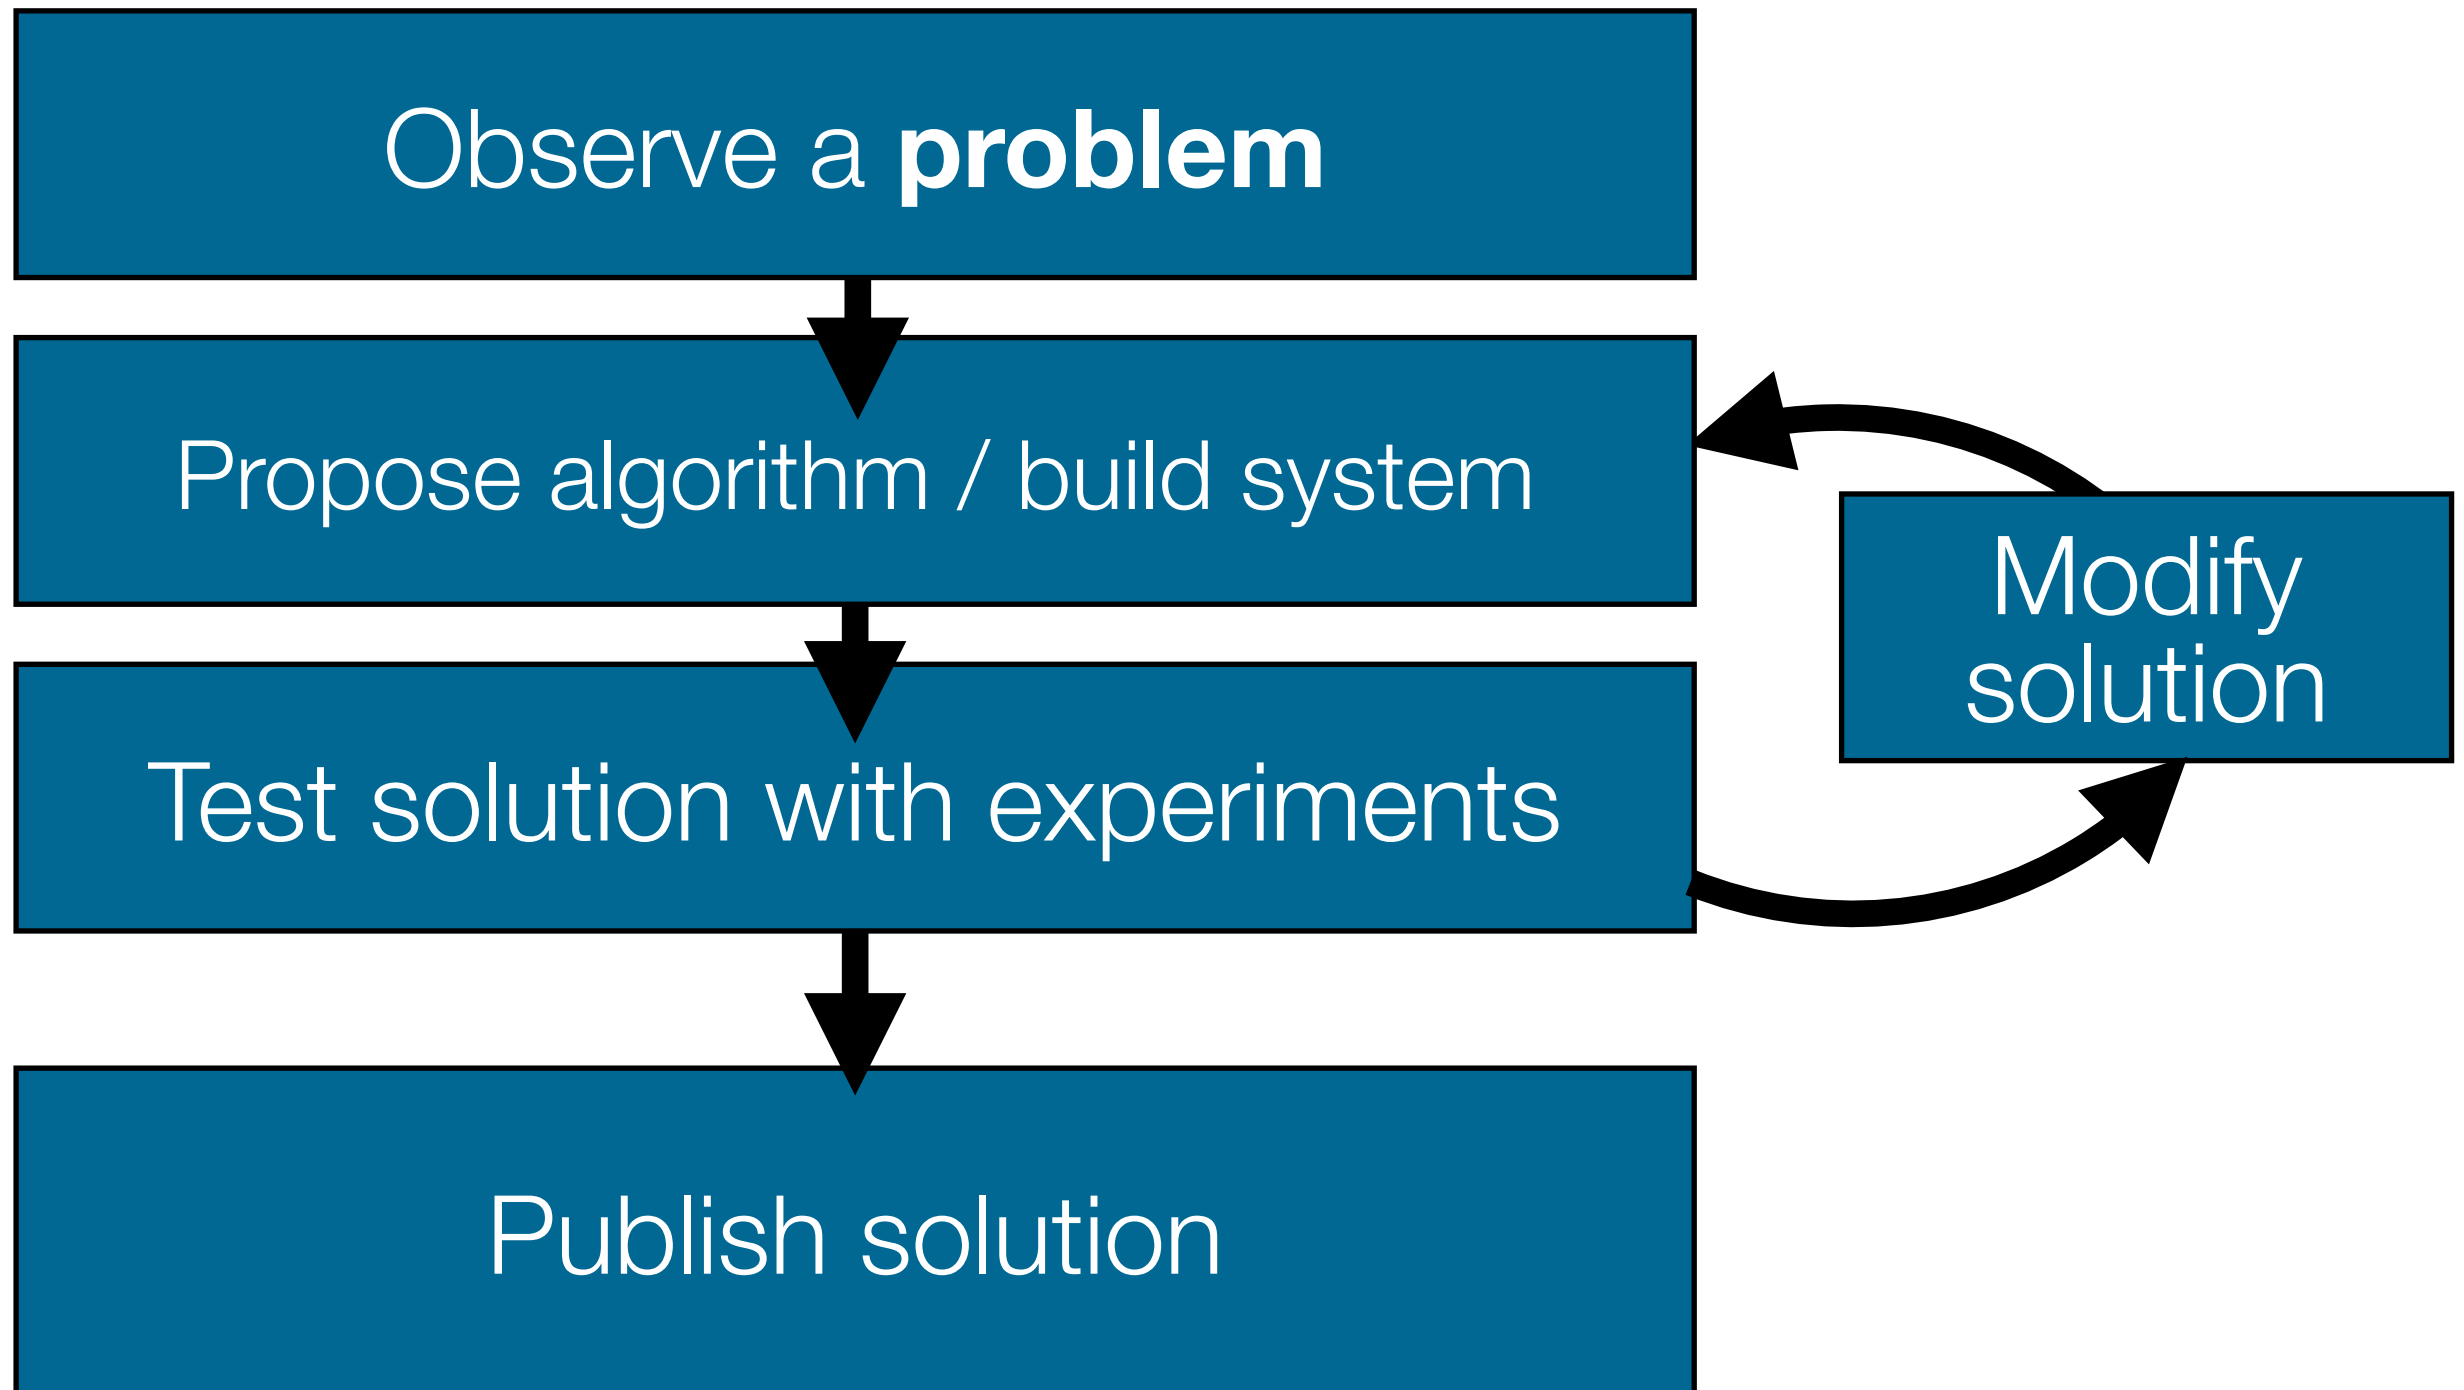 Observe a problem
Propose algorithm / build system
Modify
solution
Test solution with experiments
Publish solution